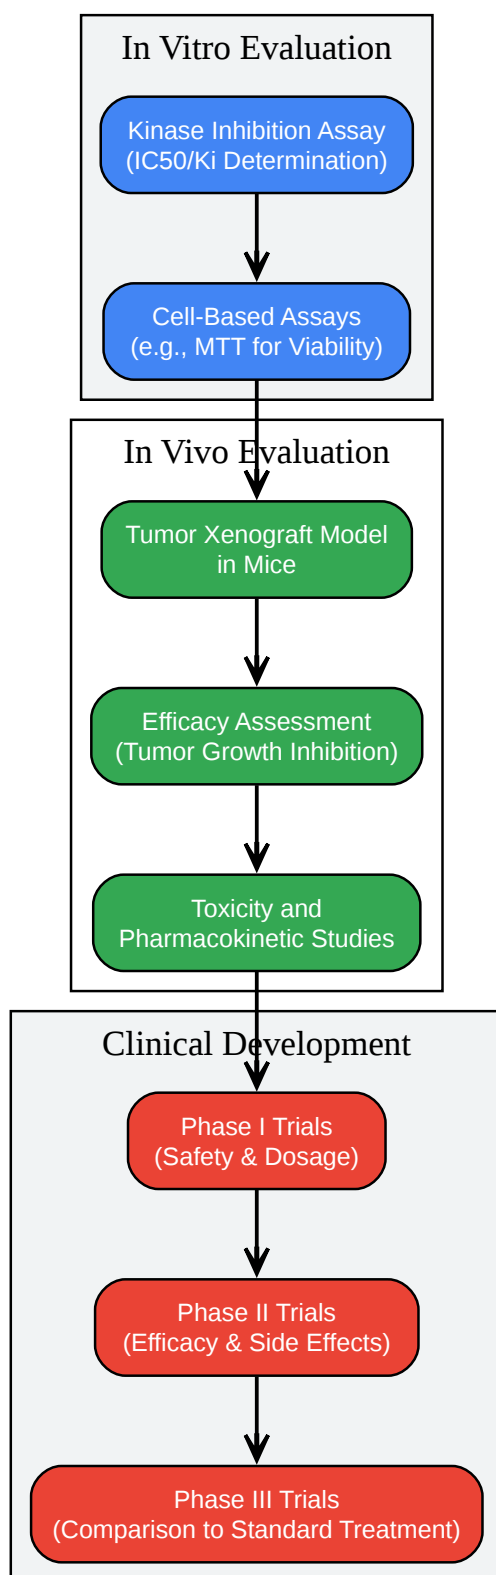 In Vitro Evaluation
Kinase Inhibition Assay
(IC50/Ki Determination)
Cell-Based Assays
(e.g., MTT for Viability)
In Vivo Evaluation
Tumor Xenograft Model
in Mice
Efficacy Assessment
(Tumor Growth Inhibition)
Toxicity and
Pharmacokinetic Studies
Clinical Development
Phase I Trials
(Safety & Dosage)
Phase II Trials
(Efficacy & Side Effects)
Phase III Trials
(Comparison to Standard Treatment)